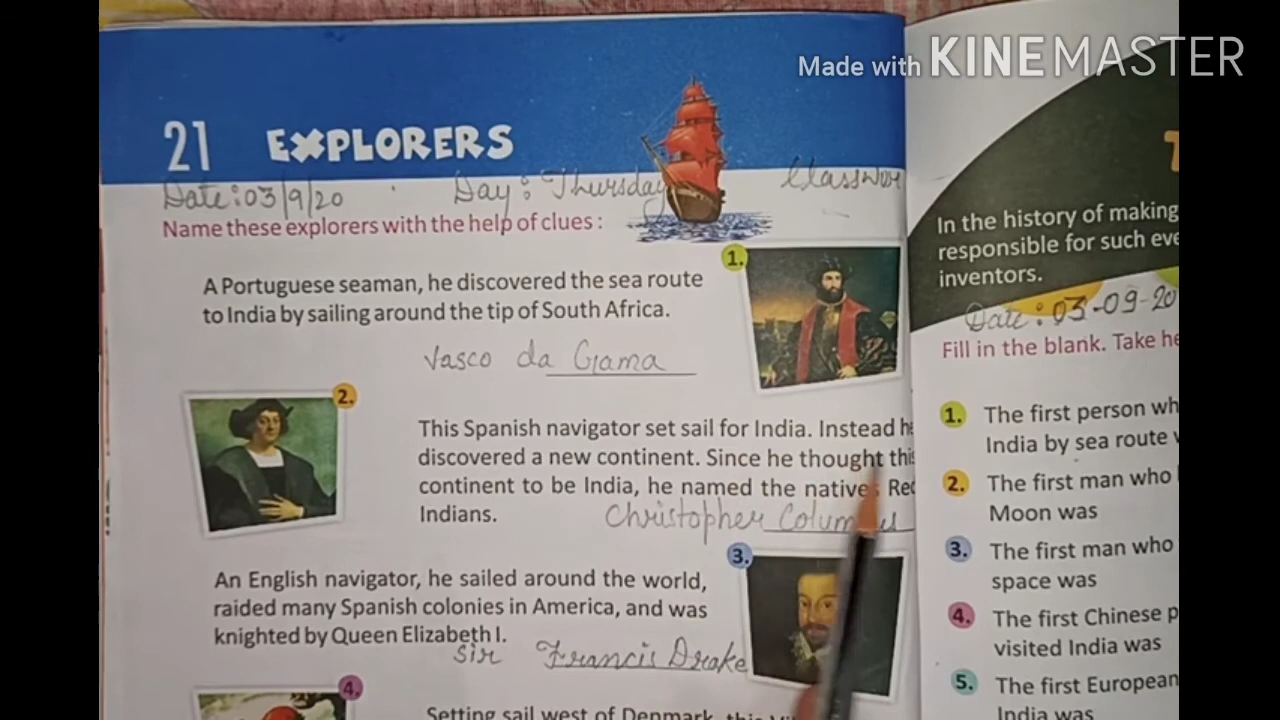 Made with KINEMASTER
21 EXPLORERS
Date: 03/9/20 Day: Thursday
Name these explorers with the help of clues :
1.
A Portuguese seaman, he discovered the sea route
to India by sailing around the tip of South Africa.
Vasco da Gama
2.
This Spanish navigator set sail for India. Instead
discovered a new continent. Since he thought
continent to be India, he named the natives
Indians.
Christopher
3.
An English navigator, he sailed around the world,
raided many Spanish colonies in America, and was
knighted by Queen Elizabeth I.
Sir Francis Drake
4.
Setting sail west of Denmark, this
In the history of making
responsible for such
inventors.
Date: 03-09-20
Fill in the blank. Take
1. The first person
India by sea route
2. The first man who
Moon was
3. The first man who
space was
4. The first Chinese
visited India was
5. The first European
India was